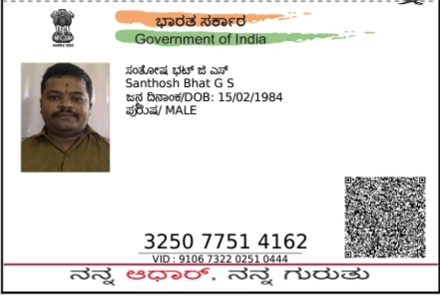 ಭಾರತ ಸರ್ಕಾರ
Government of India
ಸಂತೋಷ ಭಟ್ ಜಿ ಎಸ್
Santhosh Bhat G S
ಜನ್ಮ ದಿನಾಂಕ/DOB: 15/02/1984
ಪುರುಷ/ MALE
3250 7751 4162
VID : 9106 7322 0251 0444
ನನ್ನ ಆಧಾರ್, ನನ್ನ ಗುರುತು